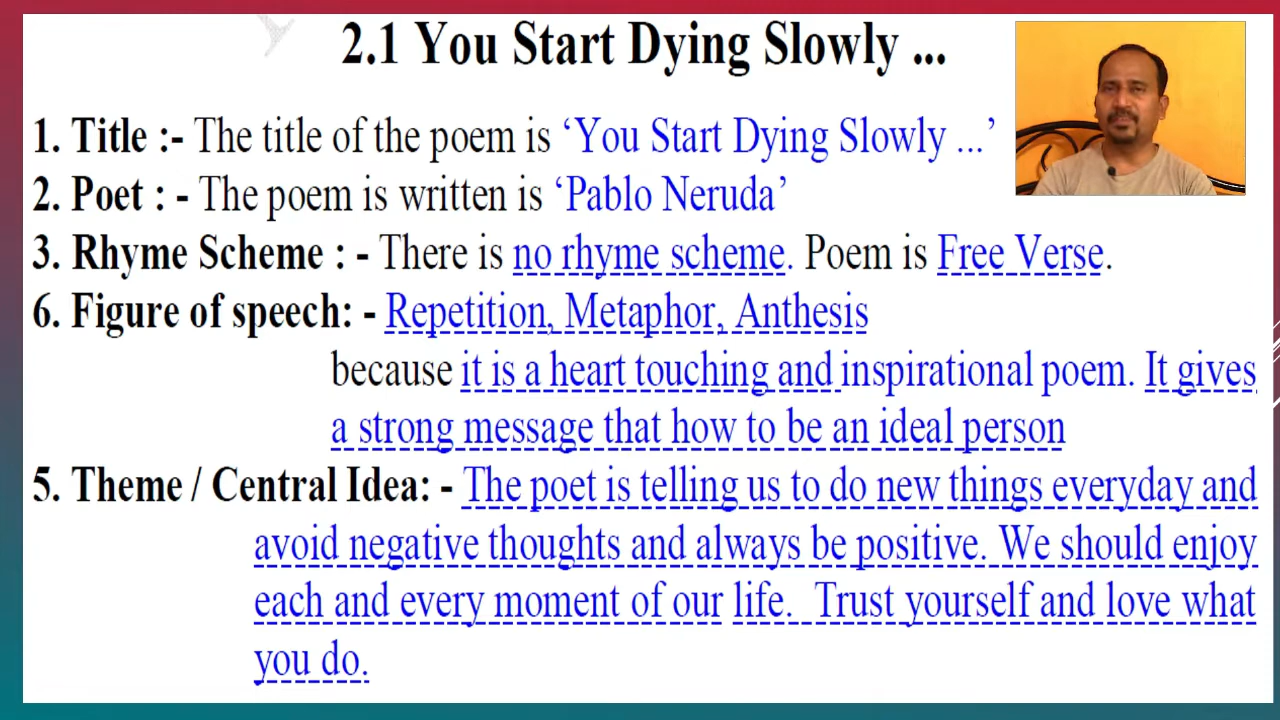 2.1 You Start Dying Slowly ...
1. Title :- The title of the poem is ‘You Start Dying Slowly ...’
2. Poet : - The poem is written is ‘Pablo Neruda’
3. Rhyme Scheme : - There is no rhyme scheme. Poem is Free Verse.
6. Figure of speech: - Repetition, Metaphor, Anthesis
because it is a heart touching and inspirational poem. It gives
a strong message that how to be an ideal person
5. Theme / Central Idea: - The poet is telling us to do new things everyday and
avoid negative thoughts and always be positive. We should enjoy
each and every moment of our life. Trust yourself and love what
you do.